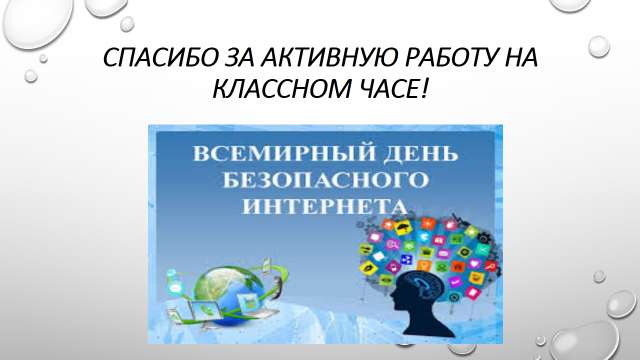 СПАСИБО ЗА АКТИВНУЮ РАБОТУ НА
КЛАССНОМ ЧАСЕ!
ВСЕМИРНЫЙ ДЕНЬ
БЕЗОПАСНОГО
ИНТЕРНЕТА